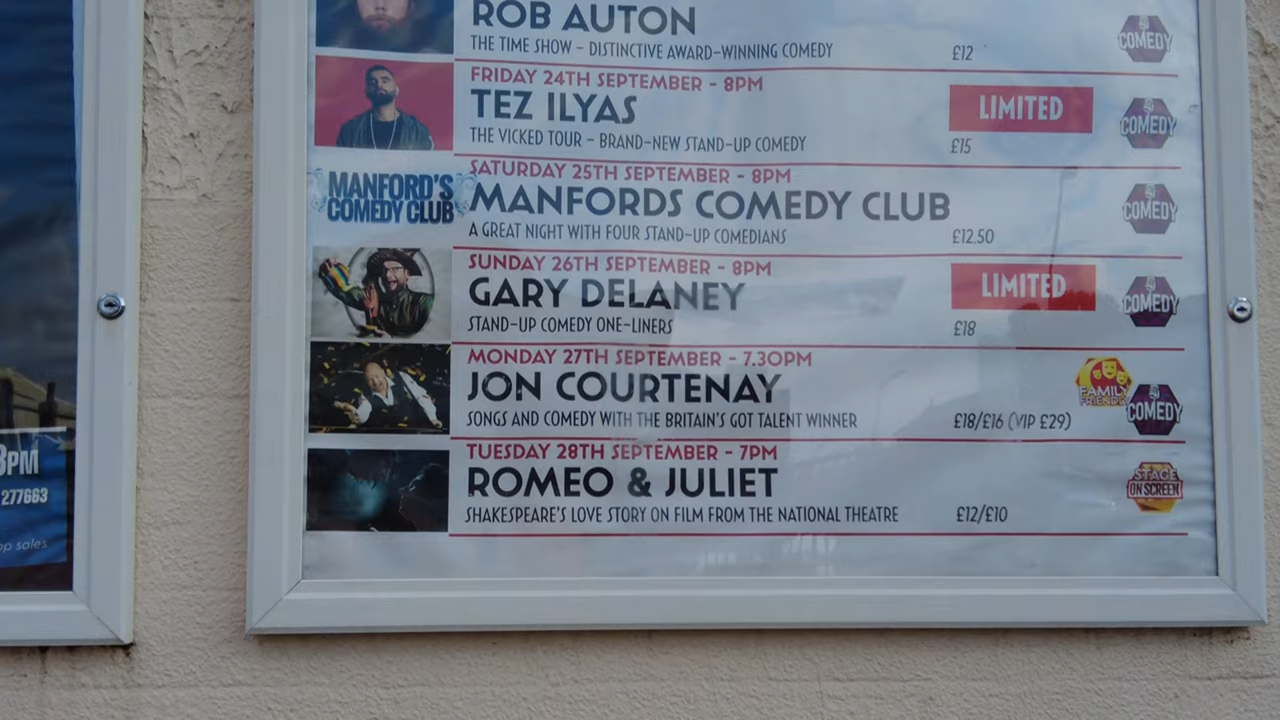 ROB AUTON
THE TIME SHOW – DISTINCTIVE AWARD-WINNING COMEDY
£12
COMEDY
FRIDAY 24TH SEPTEMBER - 8PM
TEZ ILYAS
LIMITED
THE VICKED TOUR – BRAND-NEW STAND-UP COMEDY
£15
COMEDY
SATURDAY 25TH SEPTEMBER - 8PM
MANFORD'S
COMEDY CLUB
MANFORDS COMEDY CLUB
A GREAT NIGHT WITH FOUR STAND-UP COMEDIANS
£12.50
COMEDY
SUNDAY 26TH SEPTEMBER - 8PM
GARY DELANEY
LIMITED
STAND-UP COMEDY ONE-LINERS
£18
COMEDY
MONDAY 27TH SEPTEMBER - 7.30PM
JON COURTENAY
SONGS AND COMEDY WITH THE BRITAIN'S GOT TALENT WINNER
£18/£16 (VIP £29)
FAMILY
FRIENDLY
COMEDY
TUESDAY 28TH SEPTEMBER - 7PM
ROMEO & JULIET
SHAKESPEARE'S LOVE STORY ON FILM FROM THE NATIONAL THEATRE
£12/£10
STAGE
ON SCREEN
8PM
277663
sales